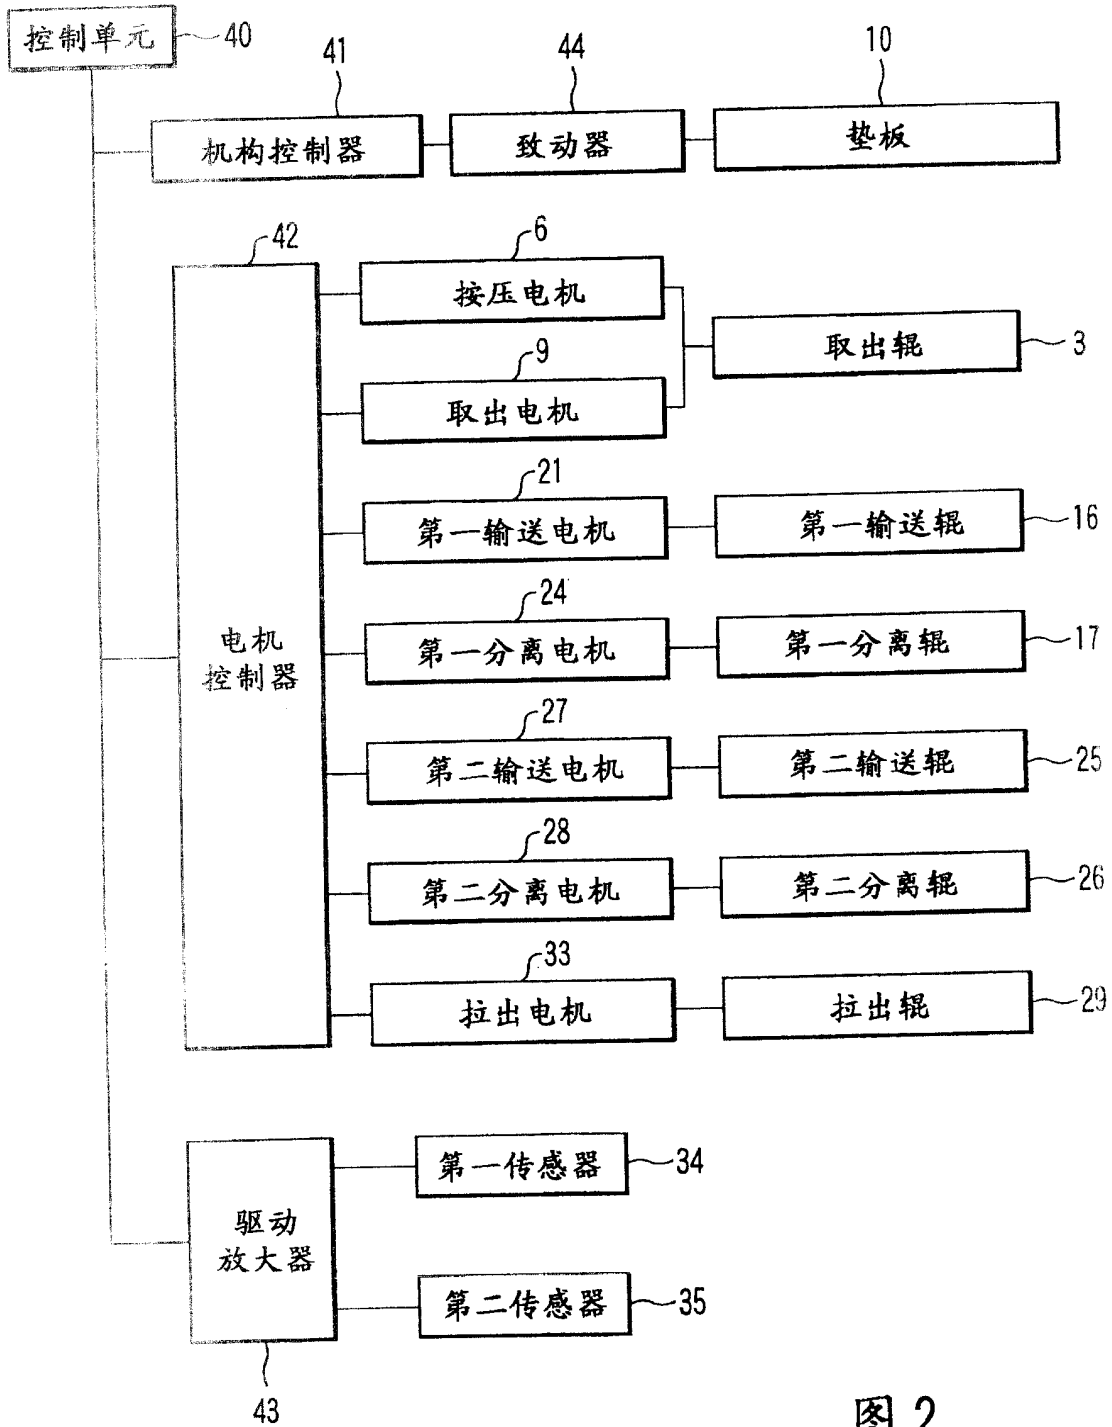 控制单元
40
41
44
10
机构控制器
致动器
垫板
42
6
按压电机
取出辊
3
9
取出电机
21
第一输送电机
第一输送辊
16
24
第一分离电机
第一分离辊
17
电机
控制器
27
第二输送电机
第二输送辊
25
28
第二分离电机
第二分离辊
26
33
拉出电机
拉出辊
29
第一传感器
34
驱动
放大器
第二传感器
35
43
图 2